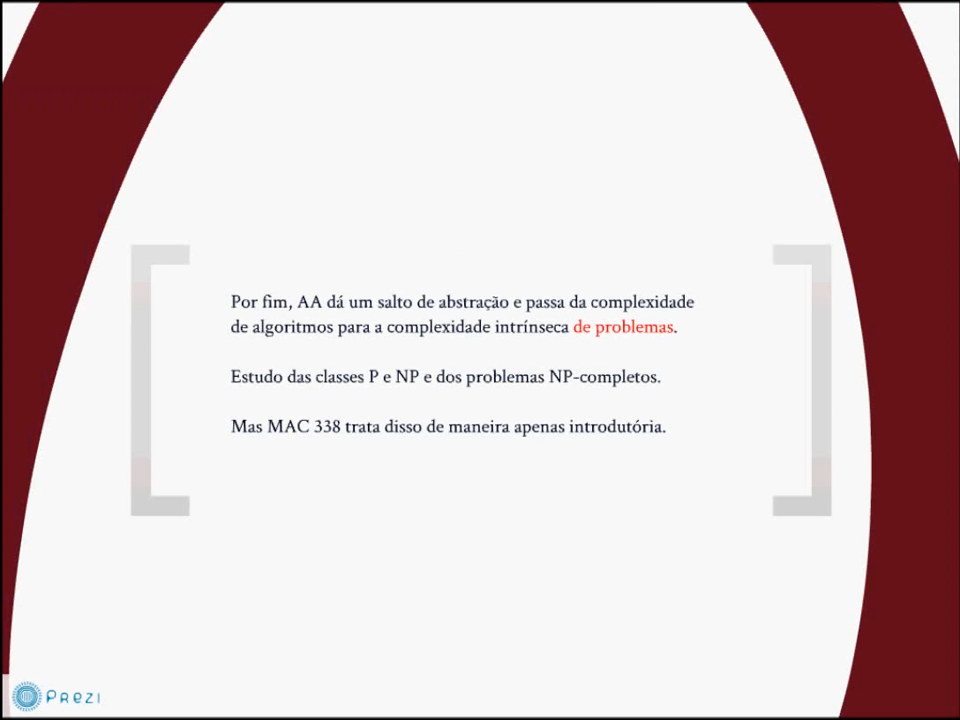 Por fim, AA dá um salto de abstração e passa da complexidade
de algoritmos para a complexidade intrínseca de problemas.
Estudo das classes P e NP e dos problemas NP-completos.
Mas MAC 338 trata disso de maneira apenas introdutória.
Prezi